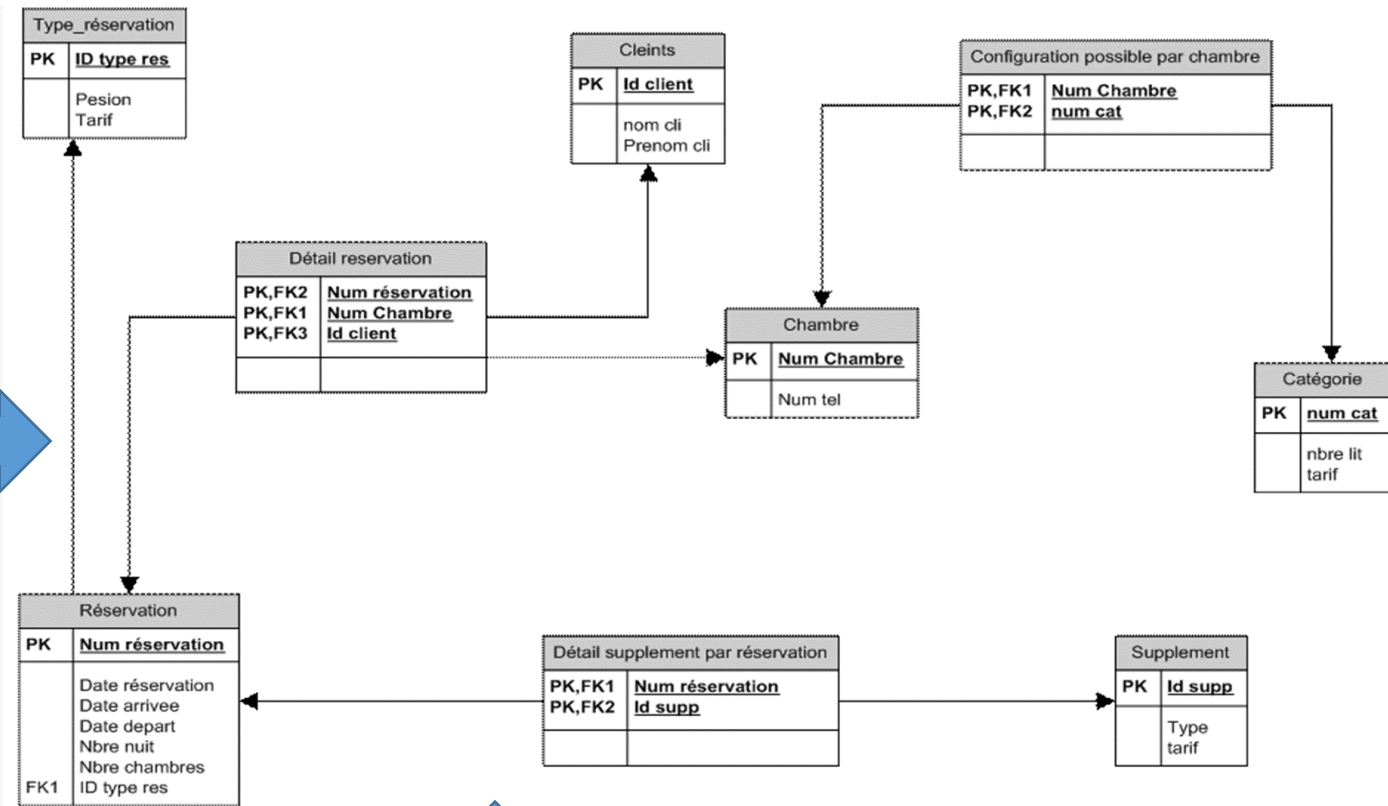 Type_réservation
PK ID type res
Pesion
Tarif
Cleints
PK Id client
nom cli
Prenom cli
Configuration possible par chambre
PK,FK1 Num Chambre
PK,FK2 num cat
Détail reservation
PK,FK2 Num réservation
PK,FK1 Num Chambre
PK,FK3 Id client
Chambre
PK Num Chambre
Num tel
Catégorie
PK num cat
nbre lit
tarif
Réservation
PK Num réservation
Date réservation
Date arrivee
Date depart
Nbre nuit
Nbre chambres
FK1 ID type res
Détail supplement par réservation
PK,FK1 Num réservation
PK,FK2 Id supp
Supplement
PK Id supp
Type
tarif